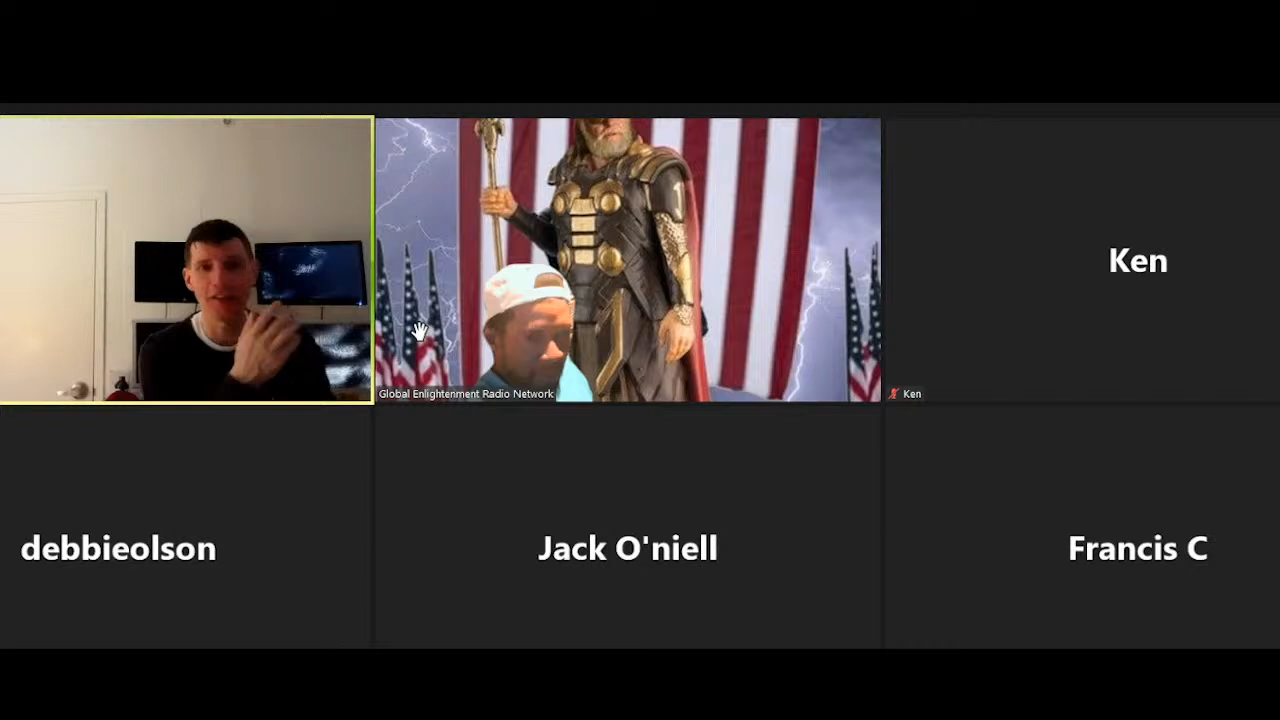 Global Enlightenment Radio Network
Ken
Ken
debbieolson
Jack O'niell
Francis C